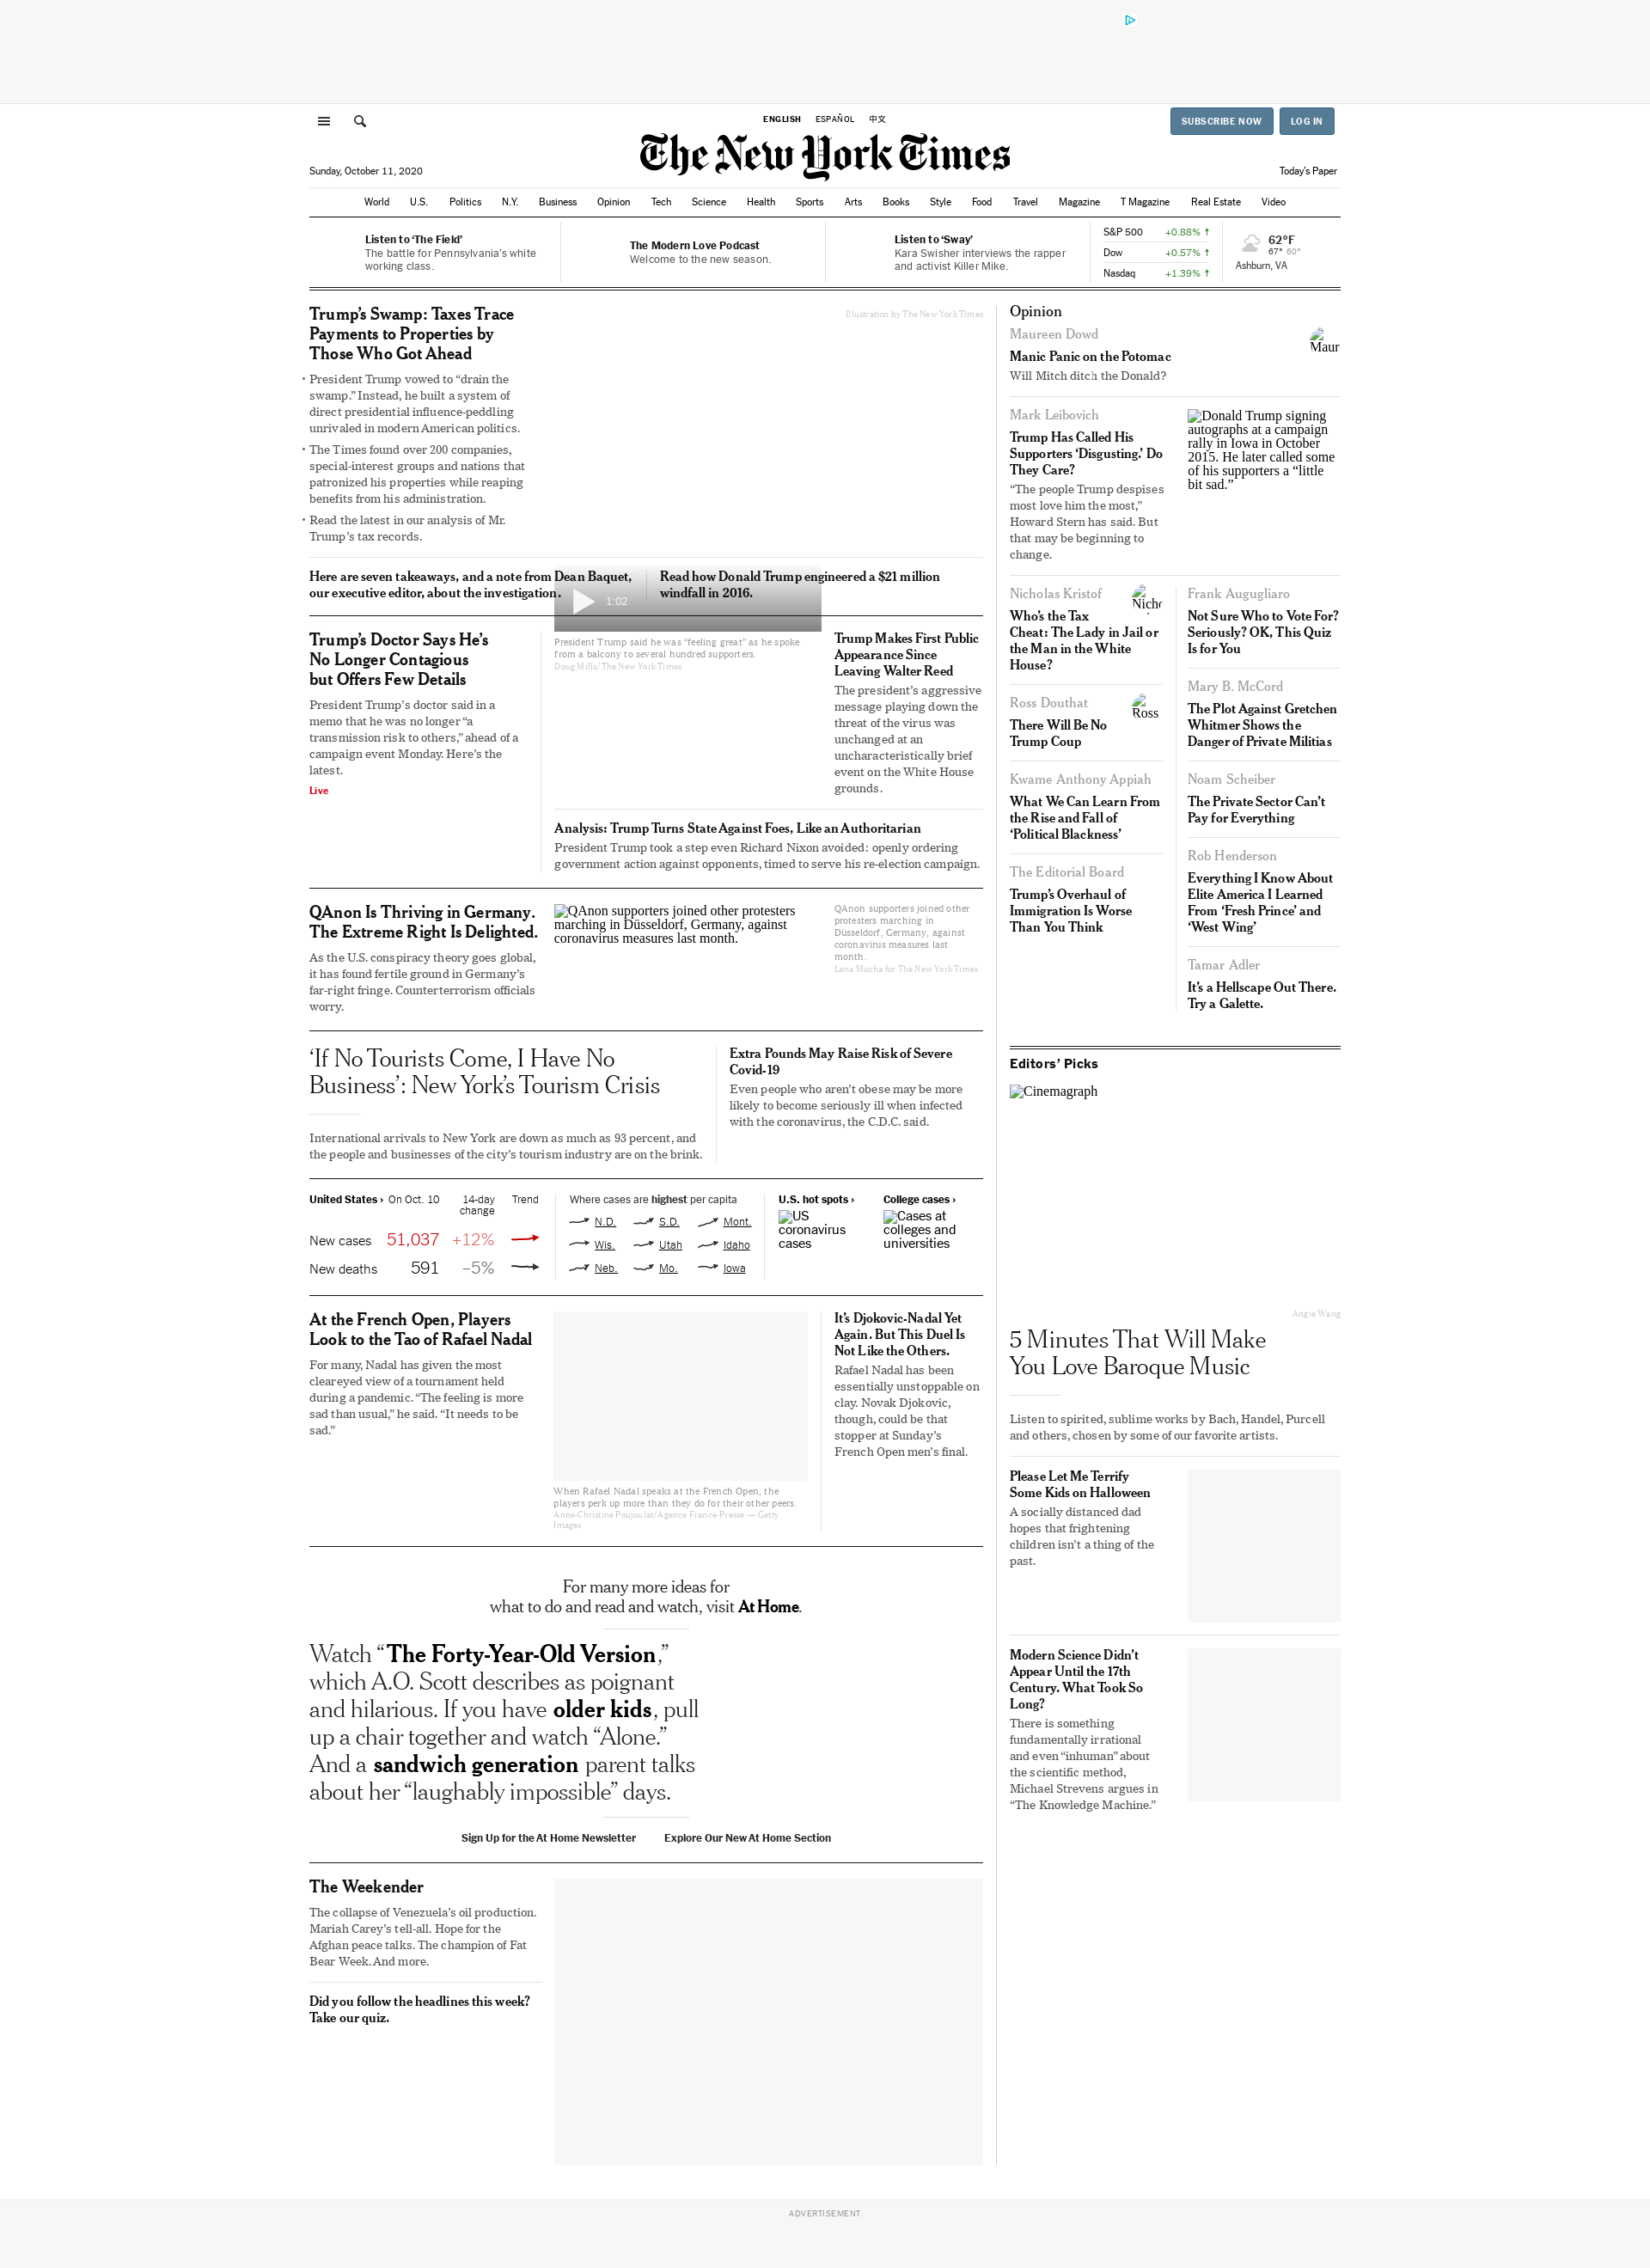 ENGLISH ESPAÑOL 中文
SUBSCRIBE NOW LOG IN
The New York Times
Sunday, October 11, 2020
Today's Paper
World U.S. Politics N.Y. Business Opinion Tech Science Health Sports Arts Books Style Food Travel Magazine T Magazine Real Estate Video
Listen to ‘The Field’
The battle for Pennsylvania's white
working class.
The Modern Love Podcast
Welcome to the new season.
Listen to ‘Sway’
Kara Swisher interviews the rapper
and activist Killer Mike.
S&P 500 +0.88%
Dow +0.57%
Nasdaq +1.39%
62°F
67° 60°
Ashburn, VA
Trump’s Swamp: Taxes Trace
Payments to Properties by
Those Who Got Ahead
• President Trump vowed to “drain the
swamp.” Instead, he built a system of
direct presidential influence-peddling
unrivaled in modern American politics.
• The Times found over 200 companies,
special-interest groups and nations that
patronized his properties while reaping
benefits from his administration.
• Read the latest in our analysis of Mr.
Trump’s tax records.
Illustration by The New York Times
Here are seven takeaways, and a note from Dean Baquet,
our executive editor, about the investigation.
Read how Donald Trump engineered a $21 million
windfall in 2016.
Trump’s Doctor Says He’s
No Longer Contagious
but Offers Few Details
President Trump’s doctor said in a
memo that he was no longer “a
transmission risk to others,” ahead of a
campaign event Monday. Here’s the
latest.
Live
1:02
President Trump said he was “feeling great” as he spoke
from a balcony to several hundred supporters.
Doug Mills/The New York Times
Trump Makes First Public
Appearance Since
Leaving Walter Reed
The president’s aggressive
message playing down the
threat of the virus was
unchanged at an
uncharacteristically brief
event on the White House
grounds.
Analysis: Trump Turns State Against Foes, Like an Authoritarian
President Trump took a step even Richard Nixon avoided: openly ordering
government action against opponents, timed to serve his re-election campaign.
QAnon Is Thriving in Germany.
The Extreme Right Is Delighted.
As the U.S. conspiracy theory goes global,
it has found fertile ground in Germany’s
far-right fringe. Counterterrorism officials
worry.
QAnon supporters joined other protesters
marching in Düsseldorf, Germany, against
coronavirus measures last month.
QAnon supporters joined other
protesters marching in
Düsseldorf, Germany, against
coronavirus measures last
month.
Lena Mucha for The New York Times
‘If No Tourists Come, I Have No
Business’: New York’s Tourism Crisis
International arrivals to New York are down as much as 93 percent, and
the people and businesses of the city’s tourism industry are on the brink.
Extra Pounds May Raise Risk of Severe
Covid-19
Even people who aren’t obese may be more
likely to become seriously ill when infected
with the coronavirus, the C.D.C. said.
United States › On Oct. 10 14-day
change Trend
New cases 51,037 +12%
New deaths 591 –5%
Where cases are highest per capita
N.D. S.D. Mont.
Wis. Utah Idaho
Neb. Mo. Iowa
U.S. hot spots ›
US
coronavirus
cases
College cases ›
Cases at
colleges and
universities
At the French Open, Players
Look to the Tao of Rafael Nadal
For many, Nadal has given the most
cleareyed view of a tournament held
during a pandemic. “The feeling is more
sad than usual,” he said. “It needs to be
sad.”
When Rafael Nadal speaks at the French Open, the
players perk up more than they do for their other peers.
Anne-Christine Poujoulat/Agence France-Presse — Getty
Images
It’s Djokovic-Nadal Yet
Again. But This Duel Is
Not Like the Others.
Rafael Nadal has been
essentially unstoppable on
clay. Novak Djokovic,
though, could be that
stopper at Sunday’s
French Open men’s final.
For many more ideas for
what to do and read and watch, visit At Home.
Watch “The Forty-Year-Old Version,”
which A.O. Scott describes as poignant
and hilarious. If you have older kids, pull
up a chair together and watch “Alone.”
And a sandwich generation parent talks
about her “laughably impossible” days.
Sign Up for the At Home Newsletter Explore Our New At Home Section
The Weekender
The collapse of Venezuela’s oil production.
Mariah Carey’s tell-all. Hope for the
Afghan peace talks. The champion of Fat
Bear Week. And more.
Did you follow the headlines this week?
Take our quiz.
Opinion
Maureen Dowd
Manic Panic on the Potomac
Will Mitch ditch the Donald?
Maur
Mark Leibovich
Trump Has Called His
Supporters ‘Disgusting.’ Do
They Care?
“The people Trump despises
most love him the most,”
Howard Stern has said. But
that may be beginning to
change.
Donald Trump signing
autographs at a campaign
rally in Iowa in October
2015. He later called some
of his supporters a “little
bit sad.”
Nicholas Kristof
Who’s the Tax
Cheat: The Lady in Jail or
the Man in the White
House?
Nicho
Ross Douthat
There Will Be No
Trump Coup
Ross
Kwame Anthony Appiah
What We Can Learn From
the Rise and Fall of
‘Political Blackness’
The Editorial Board
Trump’s Overhaul of
Immigration Is Worse
Than You Think
Frank Augugliaro
Not Sure Who to Vote For?
Seriously? OK, This Quiz
Is for You
Mary B. McCord
The Plot Against Gretchen
Whitmer Shows the
Danger of Private Militias
Noam Scheiber
The Private Sector Can’t
Pay for Everything
Rob Henderson
Everything I Know About
Elite America I Learned
From ‘Fresh Prince’ and
‘West Wing’
Tamar Adler
It’s a Hellscape Out There.
Try a Galette.
Editors’ Picks
Cinemagraph
Angie Wang
5 Minutes That Will Make
You Love Baroque Music
Listen to spirited, sublime works by Bach, Handel, Purcell
and others, chosen by some of our favorite artists.
Please Let Me Terrify
Some Kids on Halloween
A socially distanced dad
hopes that frightening
children isn’t a thing of the
past.
Modern Science Didn’t
Appear Until the 17th
Century. What Took So
Long?
There is something
fundamentally irrational
and even “inhuman” about
the scientific method,
Michael Strevens argues in
“The Knowledge Machine.”
ADVERTISEMENT